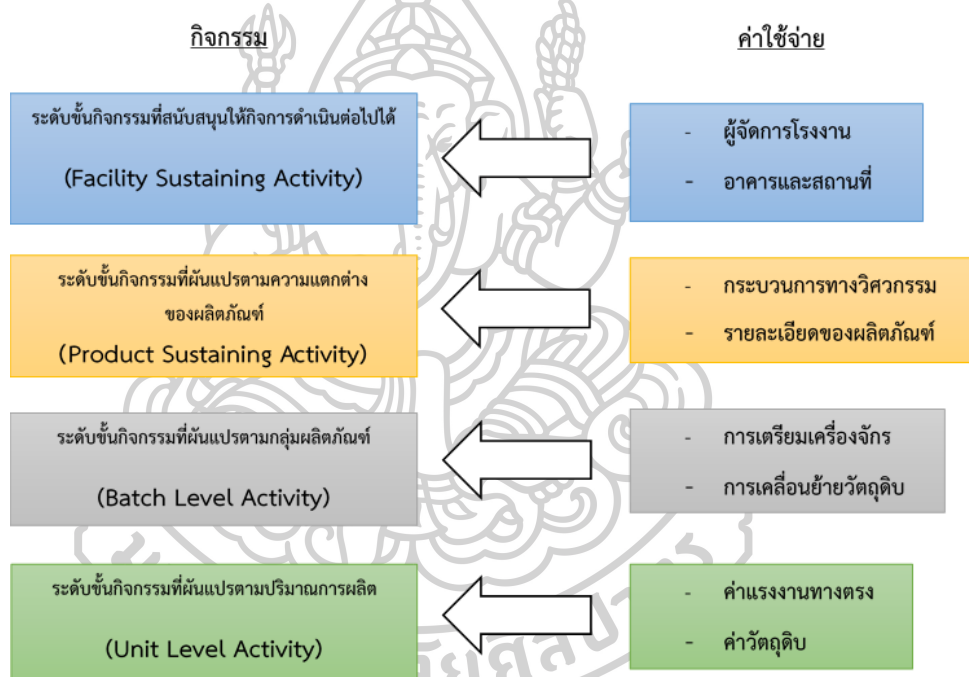 กิจกรรม
ค่าใช้จ่าย
ระดับขั้นกิจกรรมที่สนับสนุนให้กิจการดำเนินต่อไปได้
(Facility Sustaining Activity)
- ผู้จัดการโรงงาน
- อาคารและสถานที่
ระดับขั้นกิจกรรมที่ผันแปรตามความแตกต่าง
ของผลิตภัณฑ์
(Product Sustaining Activity)
- กระบวนการทางวิศวกรรม
- รายละเอียดของผลิตภัณฑ์
ระดับขั้นกิจกรรมที่ผันแปรตามกลุ่มผลิตภัณฑ์
(Batch Level Activity)
- การเตรียมเครื่องจักร
- การเคลื่อนย้ายวัตถุดิบ
ระดับขั้นกิจกรรมที่ผันแปรตามปริมาณการผลิต
(Unit Level Activity)
- ค่าแรงงานทางตรง
- ค่าวัตถุดิบ